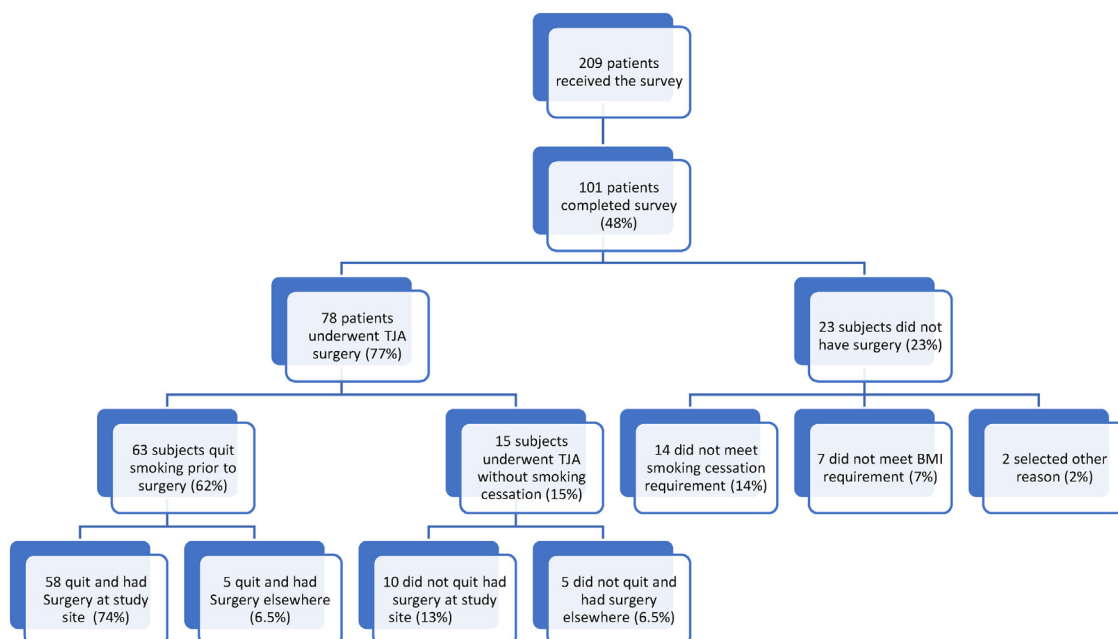 209 patients
received the survey
101 patients
completed survey
(48%)
78 patients
underwent TJA
surgery (77%)
23 subjects did not
have surgery (23%)
63 subjects quit
smoking prior to
surgery (62%)
15 subjects
underwent TJA
without smoking
cessation (15%)
14 did not meet
smoking cessation
requirement (14%)
7 did not meet BMI
requirement (7%)
2 selected other
reason (2%)
58 quit and had
Surgery at study
site (74%)
5 quit and had
Surgery elsewhere
(6.5%)
10 did not quit had
surgery at study
site (13%)
5 did not quit and
had surgery
elsewhere (6.5%)